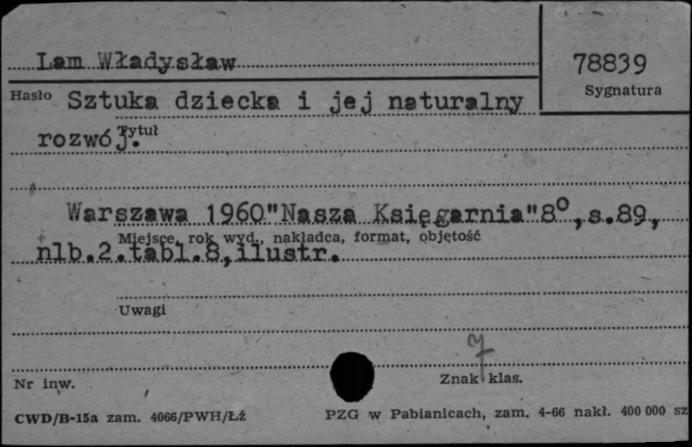 Lam Władysław
78839
Sygnatura
Hasło Sztuka dziecka i jej naturalny
Tytuł
rozwój.
Warszawa 1960"Nasza Księgarnia"8°,s.89,
Miejsce, rok wyd., nakładca, format, objętość
nlb.2.tabl.8,ilustr.
Uwagi
7
Nr inw.
Znak klas.
CWD/B-15a zam. 4066/PWH/Łź
PZG w Pabianicach, zam. 4-66 nakł. 400 000 sz